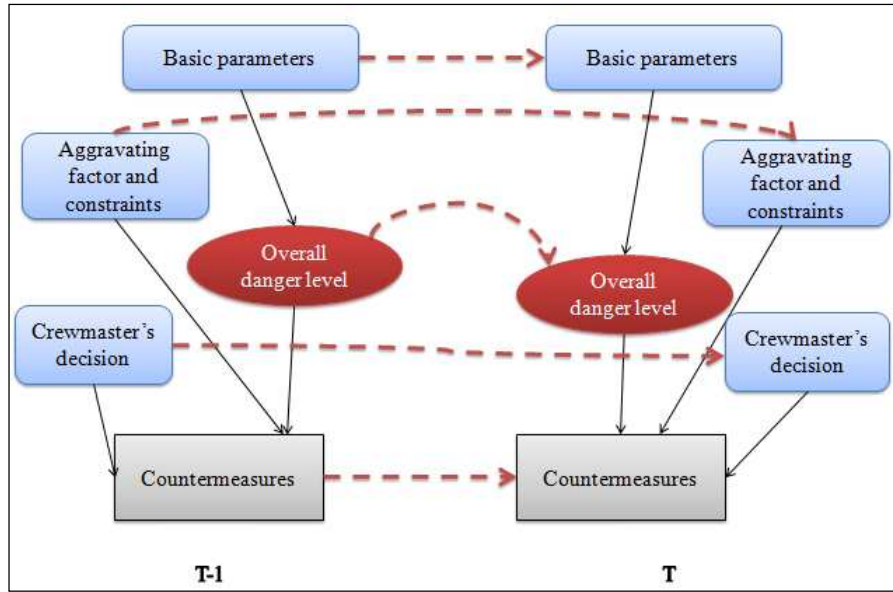 Basic parameters
Basic parameters
Aggravating
factor and
constraints
Aggravating
factor and
constraints
Overall
danger level
Overall
danger level
Crewmaster’s
decision
Crewmaster’s
decision
Countermeasures
Countermeasures
T-1
T